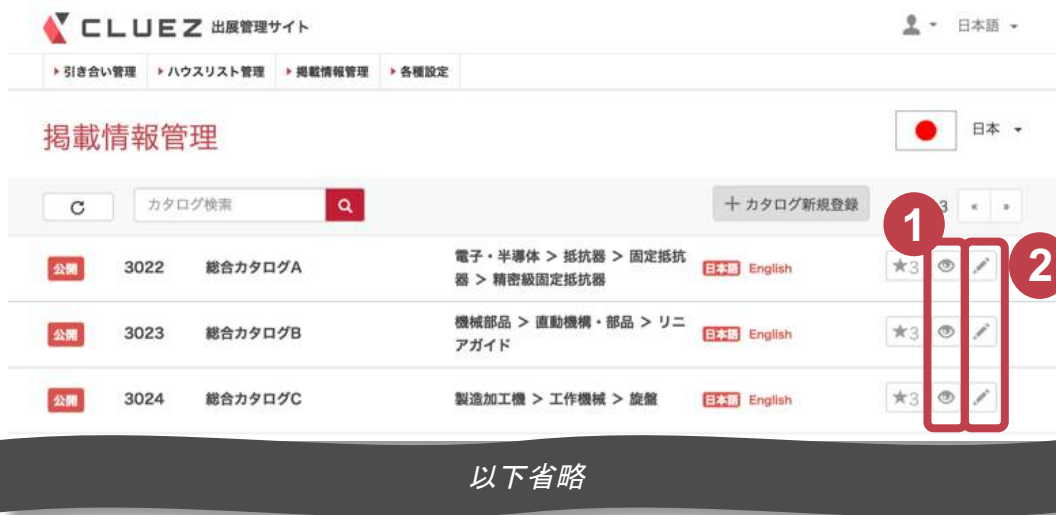 CLUEZ 出展管理サイト
日本語
引き合い管理 ハウスリスト管理 掲載情報管理 各種設定
掲載情報管理
日本
カタログ検索
+ カタログ新規登録
3 « »
1
2
公開 3022 総合カタログA 電子・半導体 > 抵抗器 > 固定抵抗
器 > 精密級固定抵抗器
日本語 English ★3
公開 3023 総合カタログB 機械部品 > 直動機構・部品 > リニ
アガイド
日本語 English ★3
公開 3024 総合カタログC 製造加工機 > 工作機械 > 旋盤 日本語 English ★3
以下省略